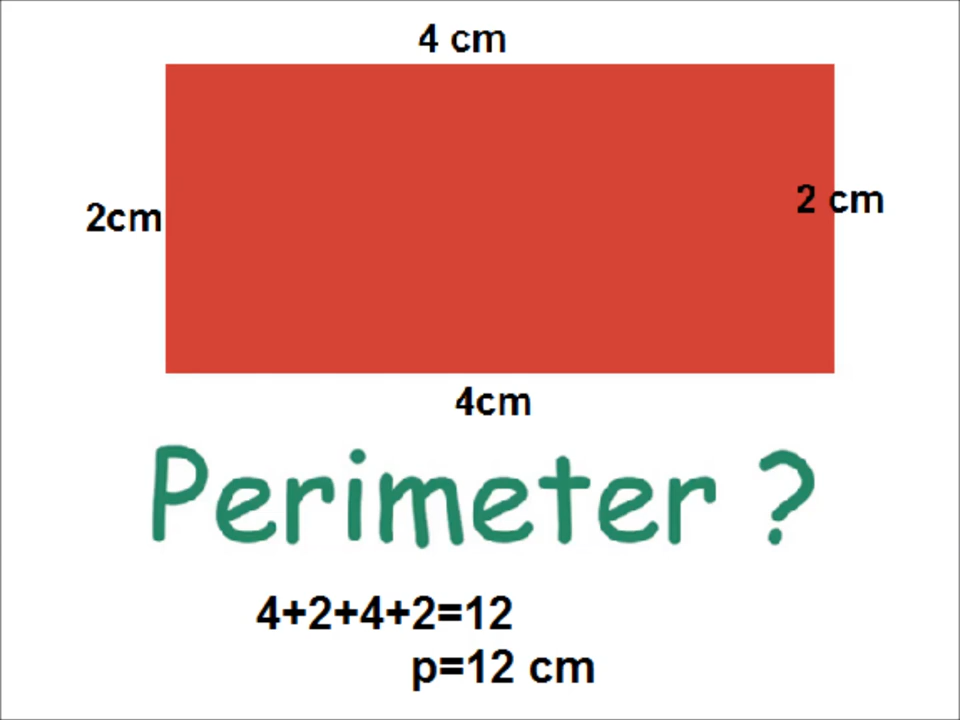 4 cm
2cm
2 cm
4cm
Perimeter ?
4+2+4+2=12
p=12 cm